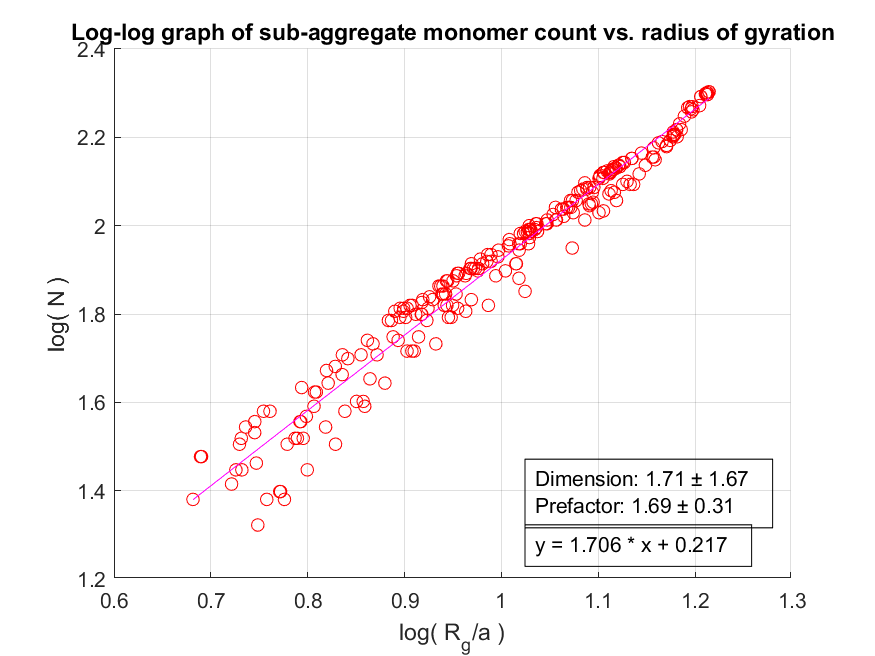 Log-log graph of sub-aggregate monomer count vs. radius of gyration
2.4
2.2
2
1.8
1.6
1.4
1.2
log( N )
Dimension: 1.71 ± 1.67
Prefactor: 1.69 ± 0.31
y = 1.706 * x + 0.217
0.6 0.7 0.8 0.9 1 1.1 1.2 1.3
log( R_g/a )